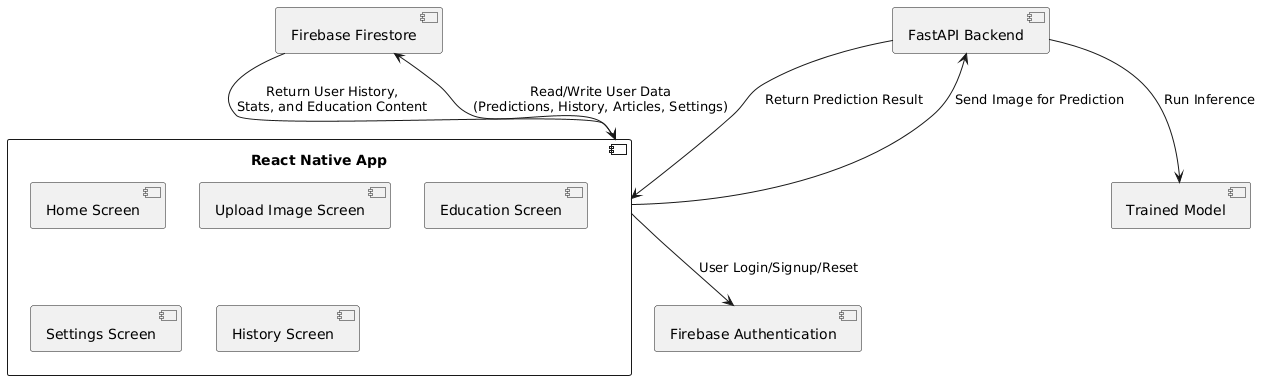 Firebase Firestore
FastAPI Backend
Return User History,
Stats, and Education Content
Read/Write User Data
(Predictions, History, Articles, Settings)
Return Prediction Result
Send Image for Prediction
Run Inference
React Native App
Home Screen
Upload Image Screen
Education Screen
Trained Model
User Login/Signup/Reset
Settings Screen
History Screen
Firebase Authentication